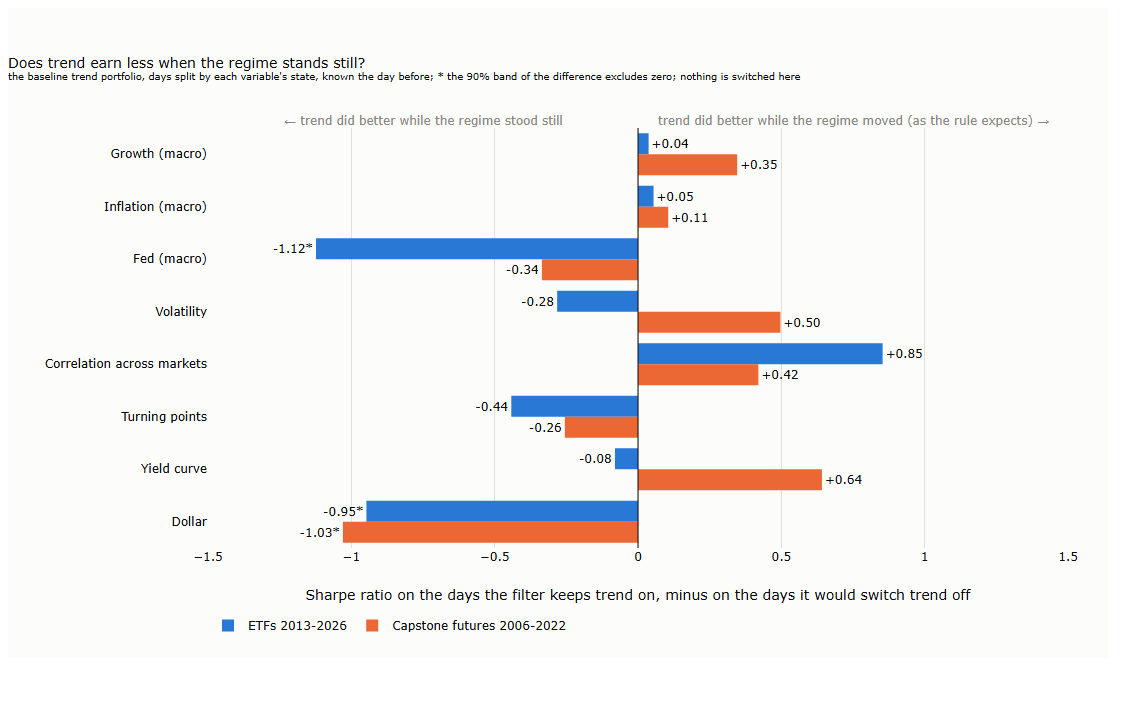 Does trend earn less when the regime stands still?
the baseline trend portfolio, days split by each variable's state, known the day before; * the 90% band of the difference excludes zero; nothing is switched here
← trend did better while the regime stood still
trend did better while the regime moved (as the rule expects) →
Growth (macro)
+0.04
+0.35
Inflation (macro)
+0.05
+0.11
Fed (macro)
-1.12*
-0.34
Volatility
-0.28
+0.50
Correlation across markets
+0.85
+0.42
Turning points
-0.44
-0.26
Yield curve
-0.08
+0.64
Dollar
-0.95*
-1.03*
−1.5 −1 −0.5 0 0.5 1 1.5
Sharpe ratio on the days the filter keeps trend on, minus on the days it would switch trend off
ETFs 2013-2026 Capstone futures 2006-2022